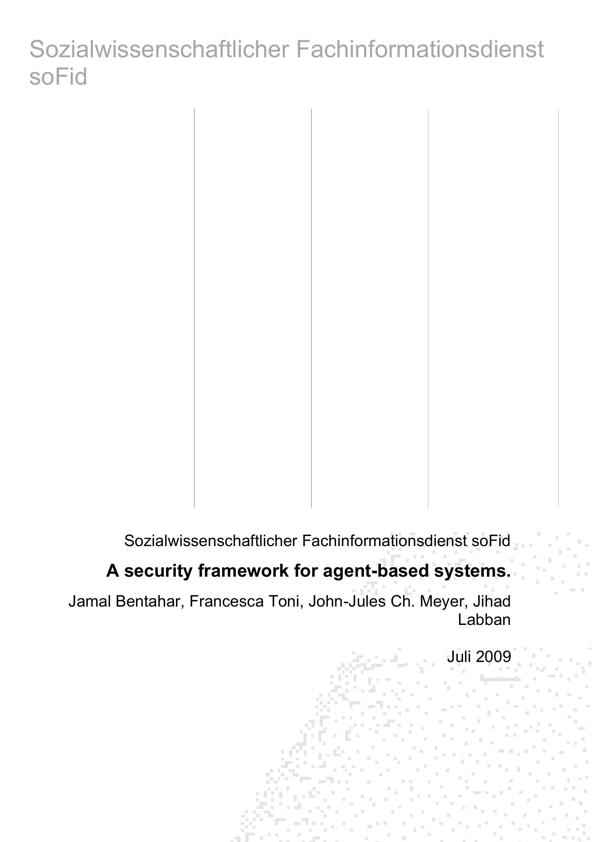 Sozialwissenschaftlicher Fachinformationsdienst
soFid
Sozialwissenschaftlicher Fachinformationsdienst soFid
A security framework for agent-based systems.
Jamal Bentahar, Francesca Toni, John-Jules Ch. Meyer, Jihad
Labban
Juli 2009